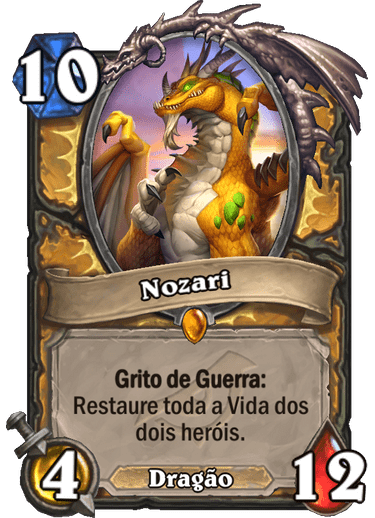 10
Nozari
Grito de Guerra:
Restaure toda a Vida dos
dois heróis.
4
Dragão
12